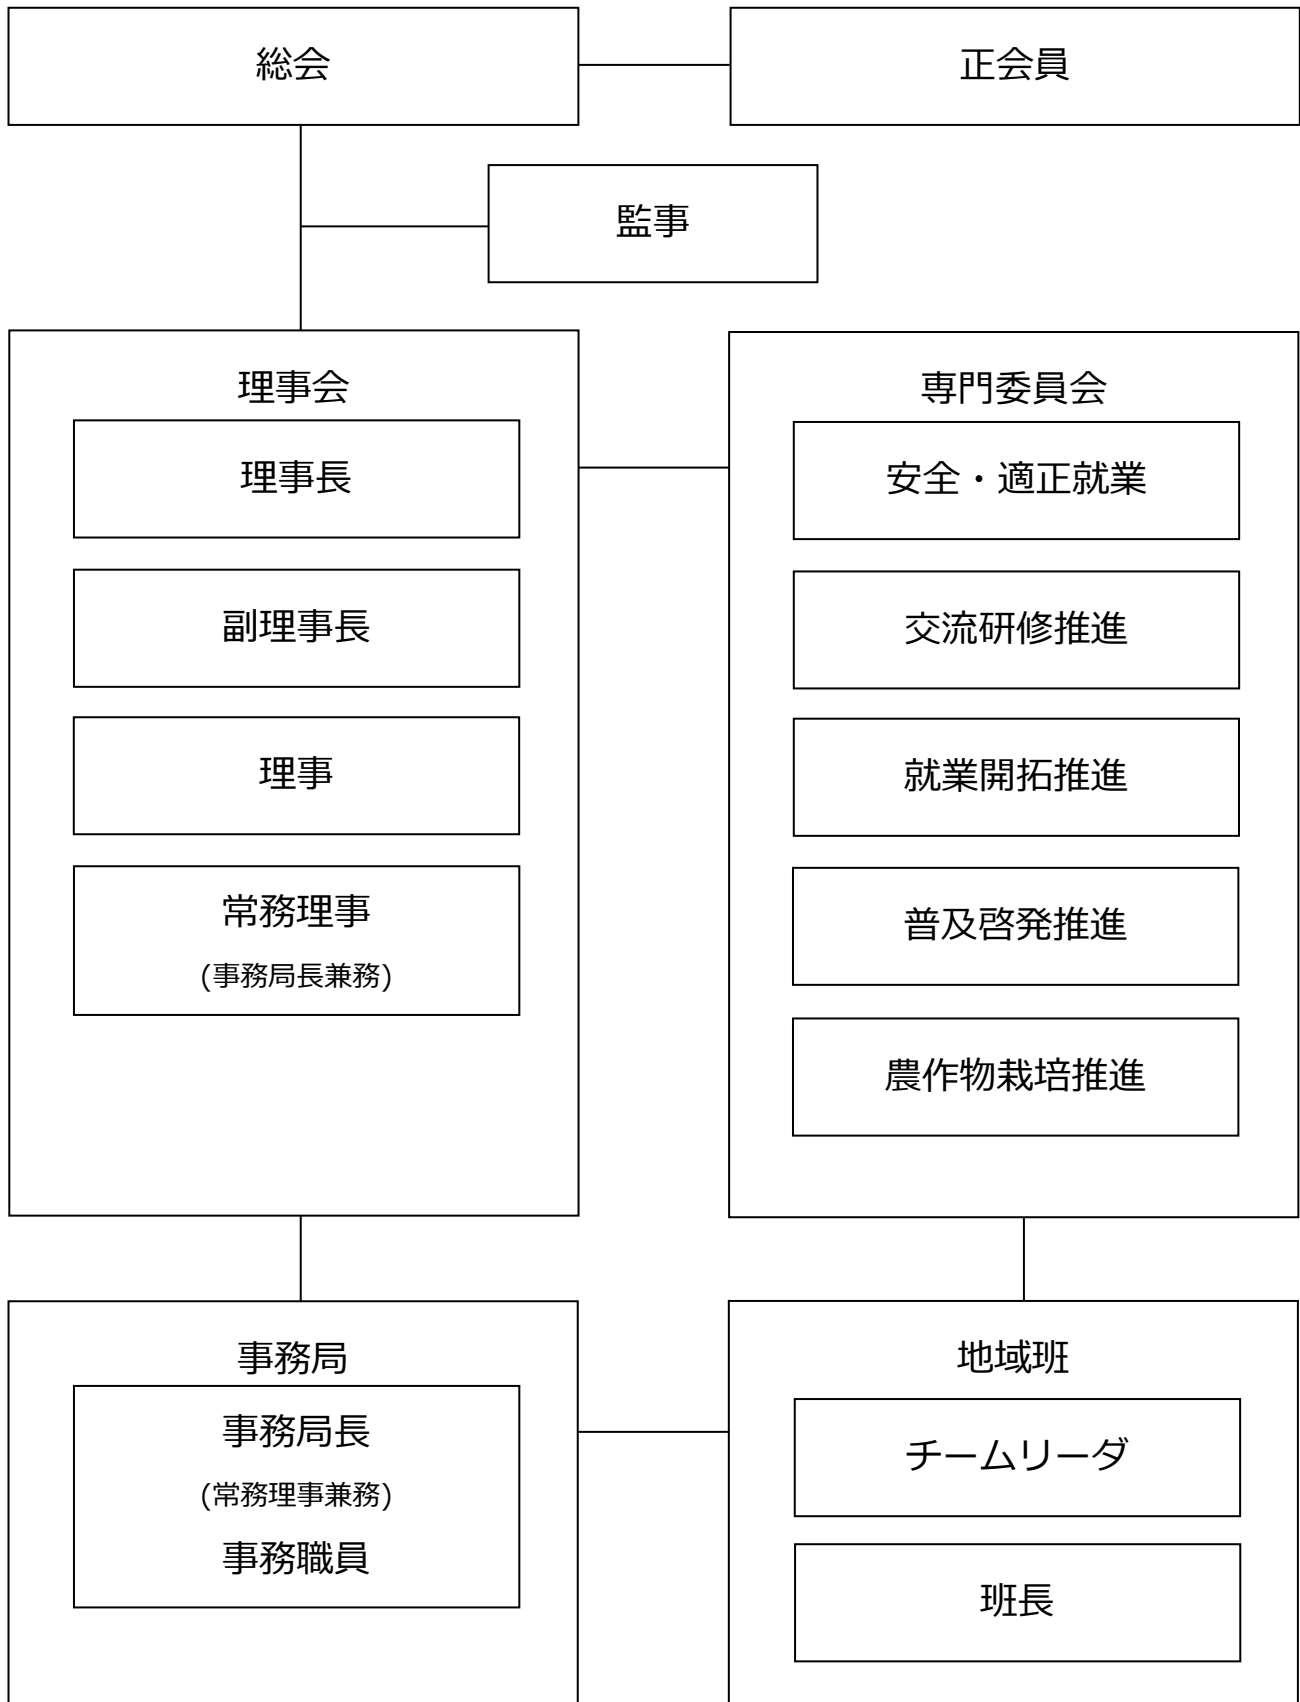 総会
正会員
監事
理事会
理事長
副理事長
理事
常務理事
(事務局長兼務)
専門委員会
安全・適正就業
交流研修推進
就業開拓推進
普及啓発推進
農作物栽培推進
事務局
事務局長
(常務理事兼務)
事務職員
地域班
チームリーダ
班長